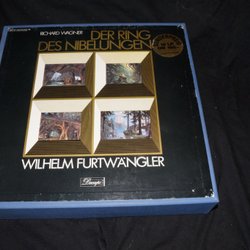 RICHARD WAGNER
DER RING
DES NIBELUNGEN
WILHELM FURTWÄNGLER